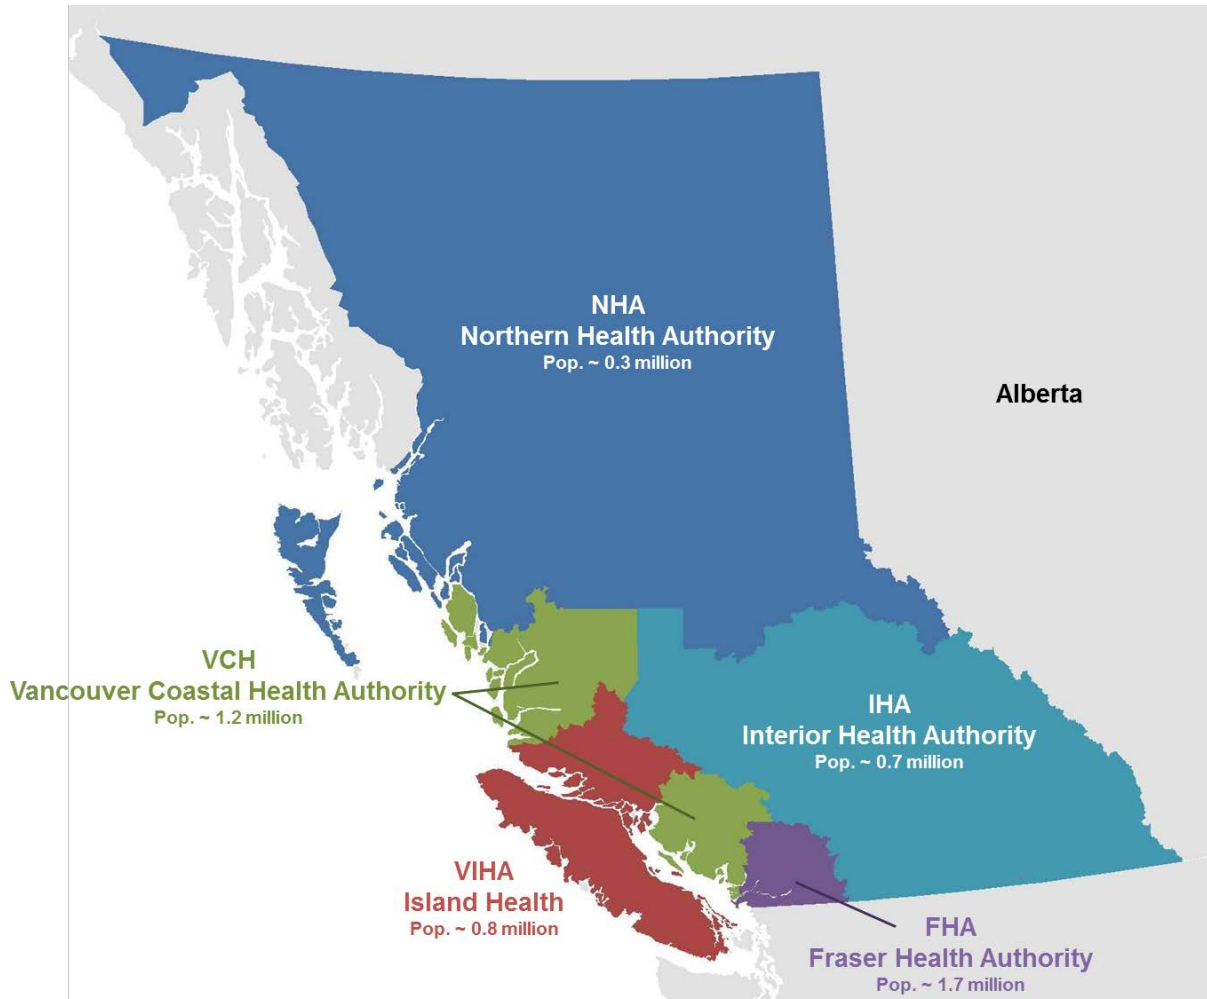 NHA
Northern Health Authority
Pop. ~ 0.3 million
Alberta
VCH
Vancouver Coastal Health Authority
Pop. ~ 1.2 million
IHA
Interior Health Authority
Pop. ~ 0.7 million
VIHA
Island Health
Pop. ~ 0.8 million
FHA
Fraser Health Authority
Pop. ~ 1.7 million